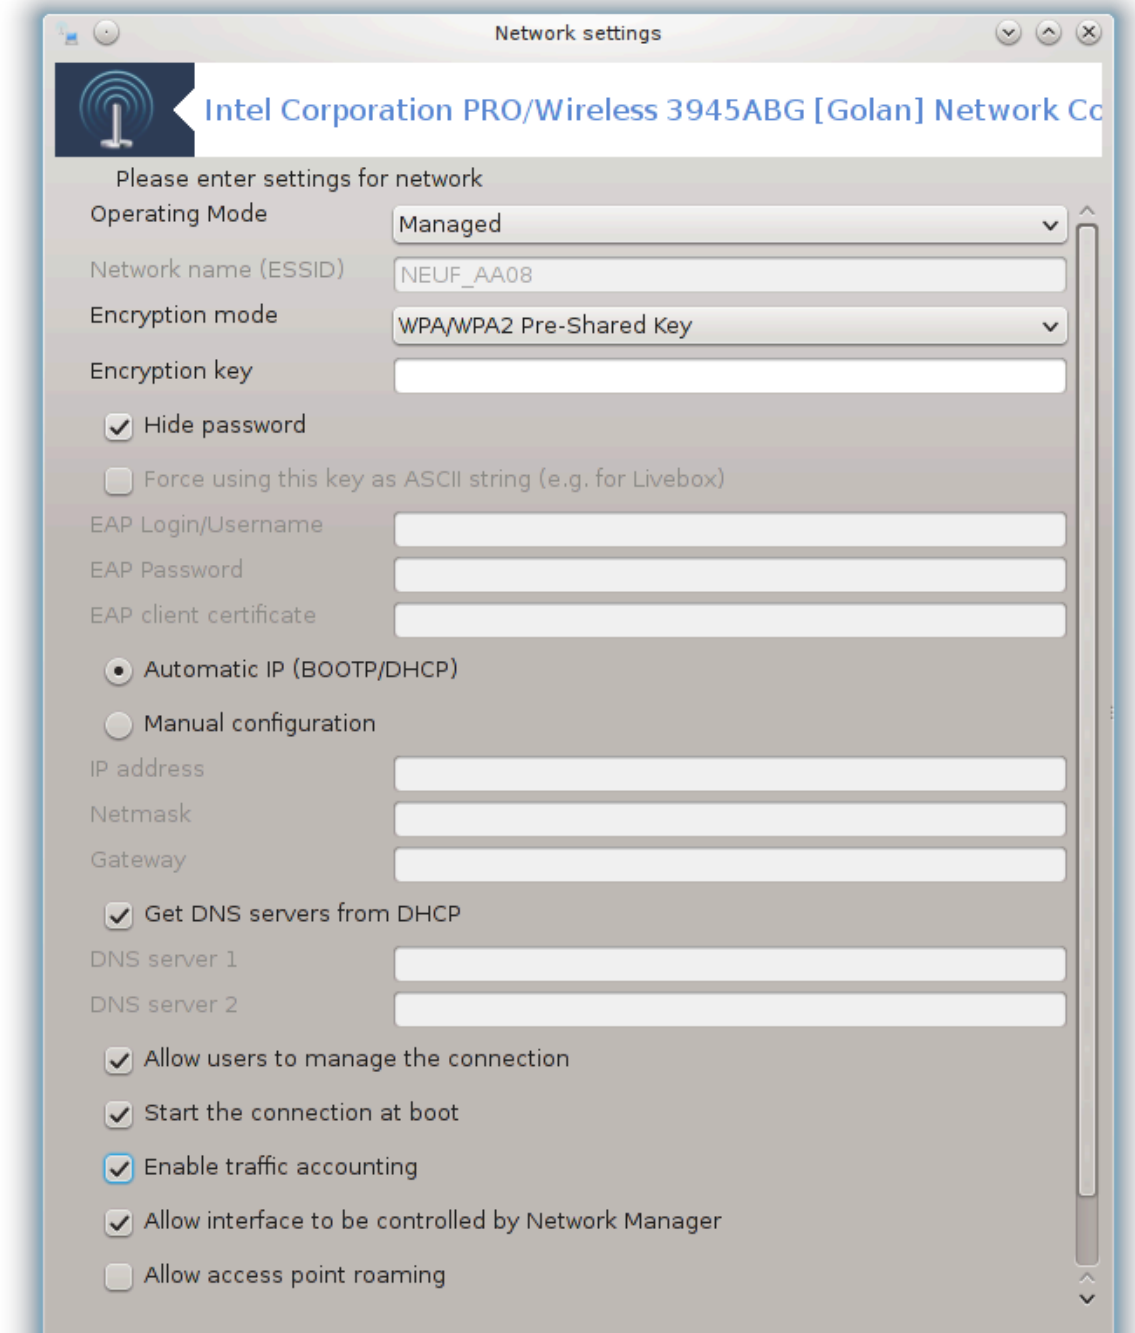 Network settings
Intel Corporation PRO/Wireless 3945ABG [Golan] Network Co
Please enter settings for network
Operating Mode
Managed
Network name (ESSID)
NEUF_AA08
Encryption mode
WPA/WPA2 Pre-Shared Key
Encryption key
Hide password
Force using this key as ASCII string (e.g. for Livebox)
EAP Login/Username
EAP Password
EAP client certificate
Automatic IP (BOOTP/DHCP)
Manual configuration
IP address
Netmask
Gateway
Get DNS servers from DHCP
DNS server 1
DNS server 2
Allow users to manage the connection
Start the connection at boot
Enable traffic accounting
Allow interface to be controlled by Network Manager
Allow access point roaming